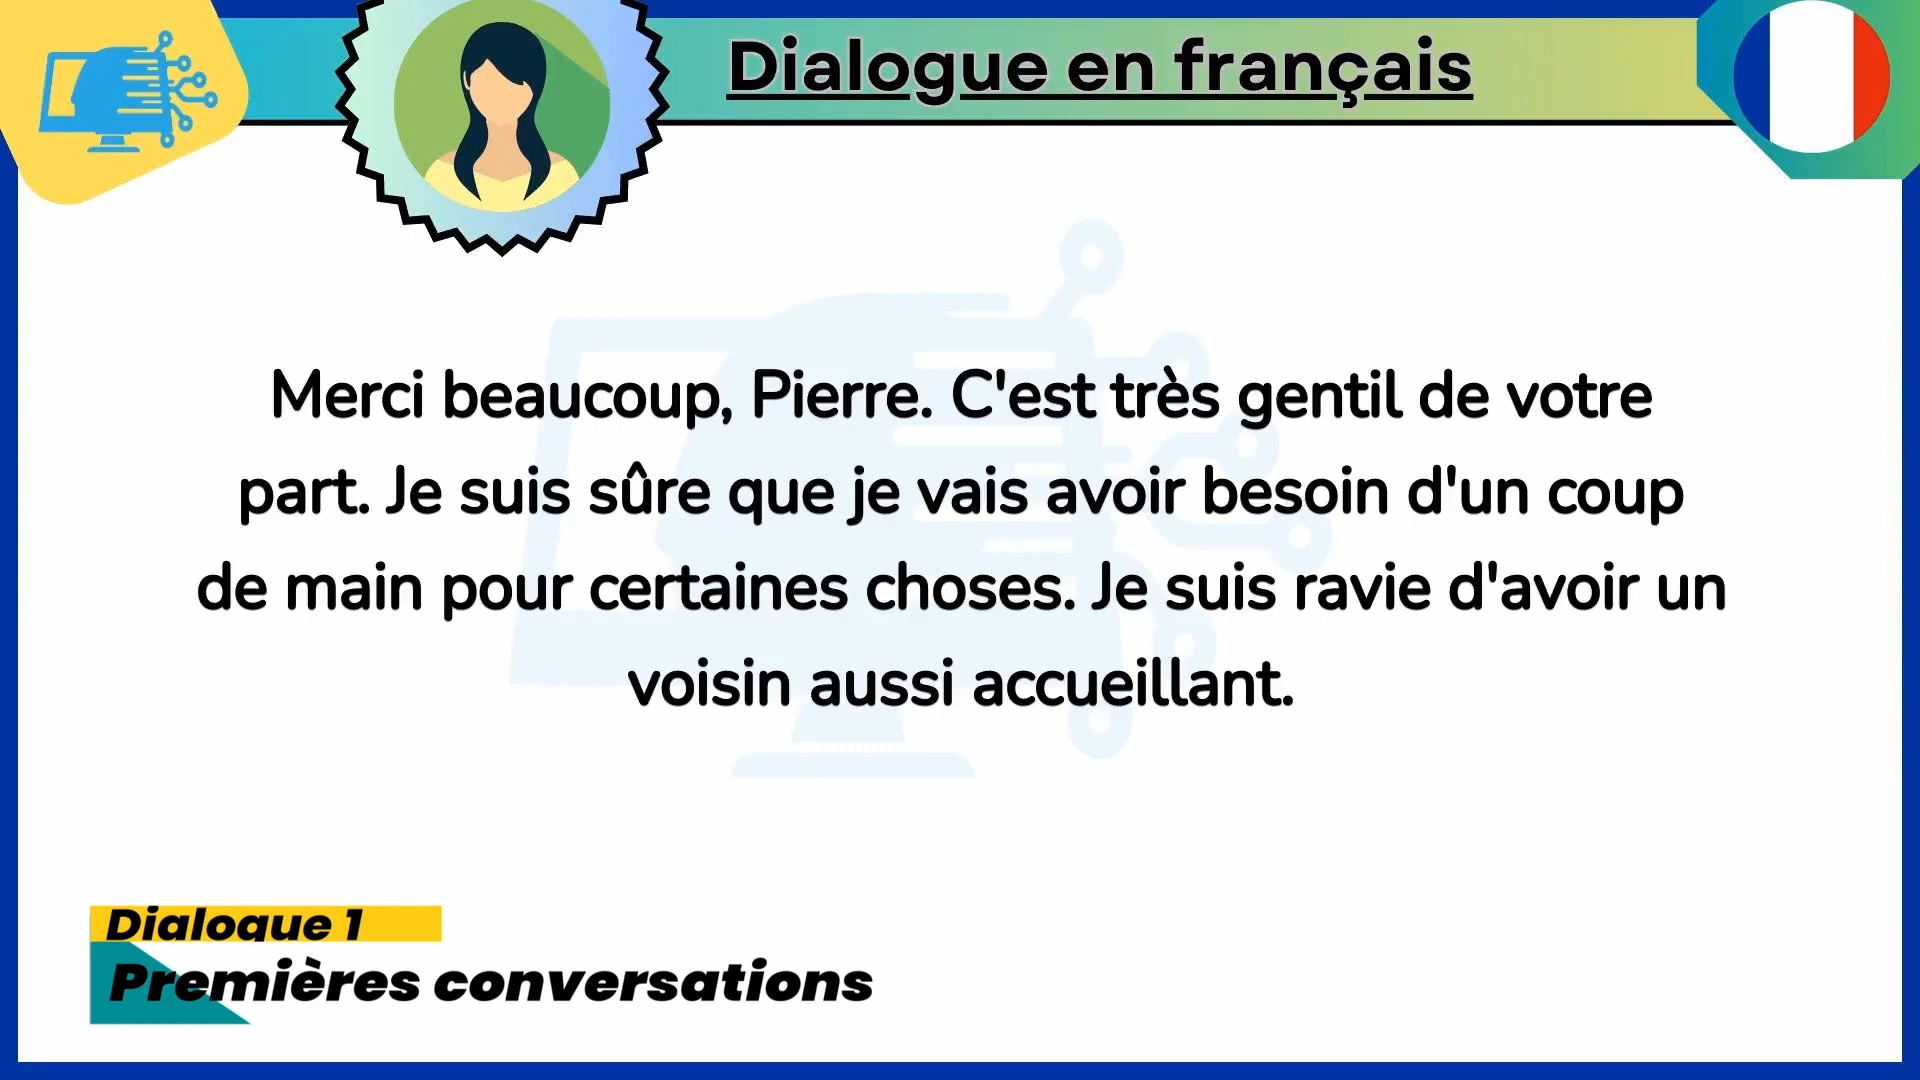 Dialogue en français
Merci beaucoup, Pierre. C'est très gentil de votre
part. Je suis sûre que je vais avoir besoin d'un coup
de main pour certaines choses. Je suis ravie d'avoir un
voisin aussi accueillant.
Dialogue 1
Premières conversations